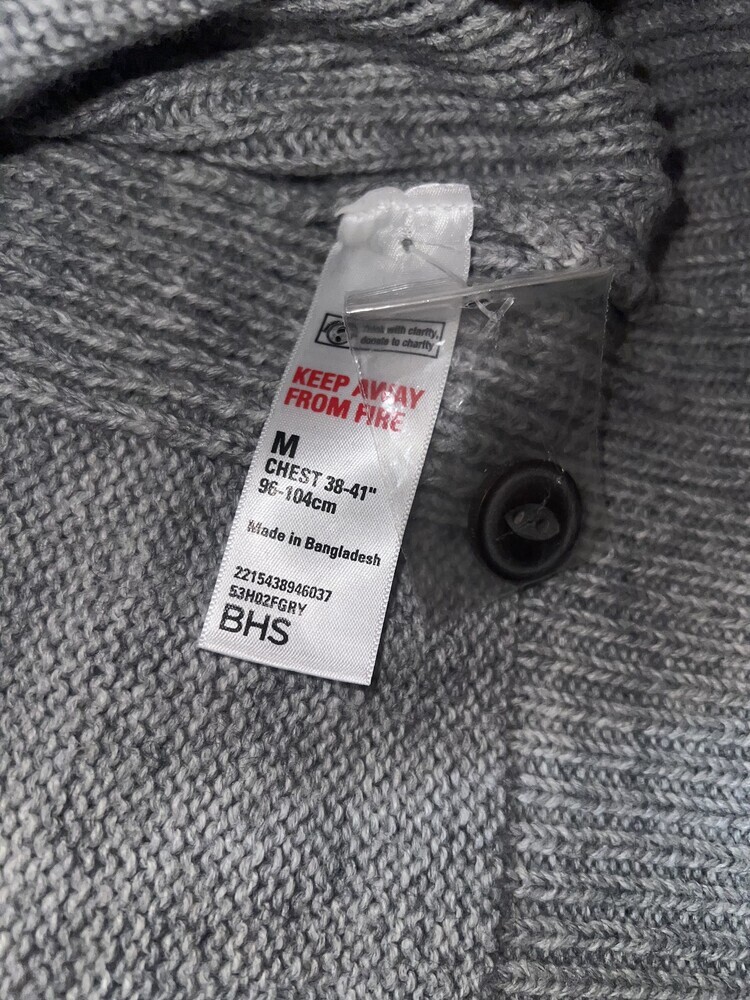 think with clarity,
donate to charity
KEEP AWAY
FROM FIRE
M
CHEST 38-41"
96-104cm
Made in Bangladesh
2215438946037
53H02FGRY
BHS